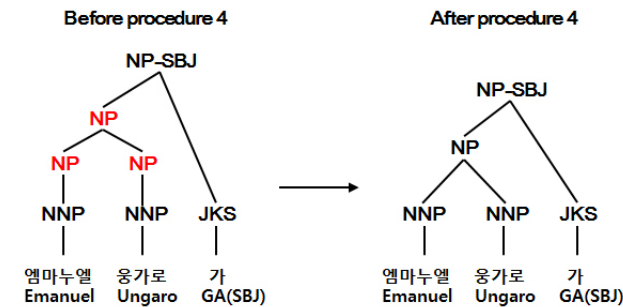 Before procedure 4 After procedure 4
NP-SBJ
NP-SBJ
NP
NP
NP NP
NNP NNP JKS NNP NNP JKS
엠마누엘 웅가로 가 엠마누엘 웅가로 가
Emanuel Ungaro GA(SBJ) Emanuel Ungaro GA(SBJ)